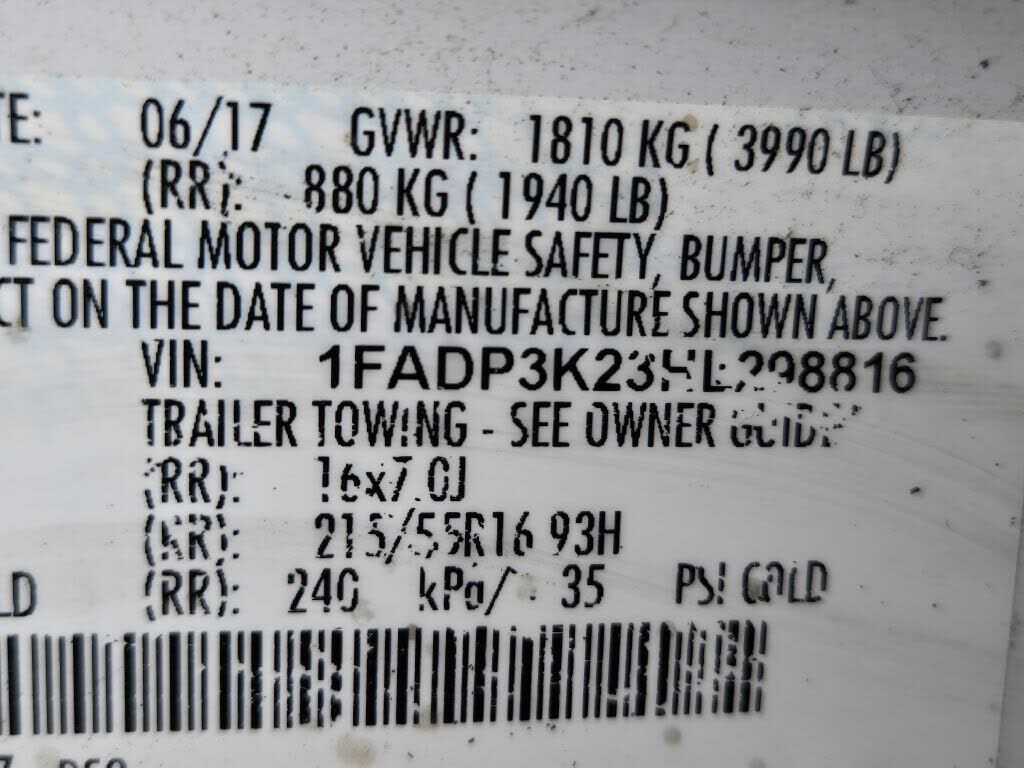 TE: 06/17 GVWR: 1810 KG ( 3990 LB)
(RR): 880 KG ( 1940 LB)
FEDERAL MOTOR VEHICLE SAFETY, BUMPER,
CT ON THE DATE OF MANUFACTURE SHOWN ABOVE.
VIN: 1FADP3K23HL298816
TRAILER TOWING - SEE OWNER GUIDE
(RR): 16x7.0J
(RR): 215/55R16 93H
LD (RR): 240 kPa/ 35 PSI COLD